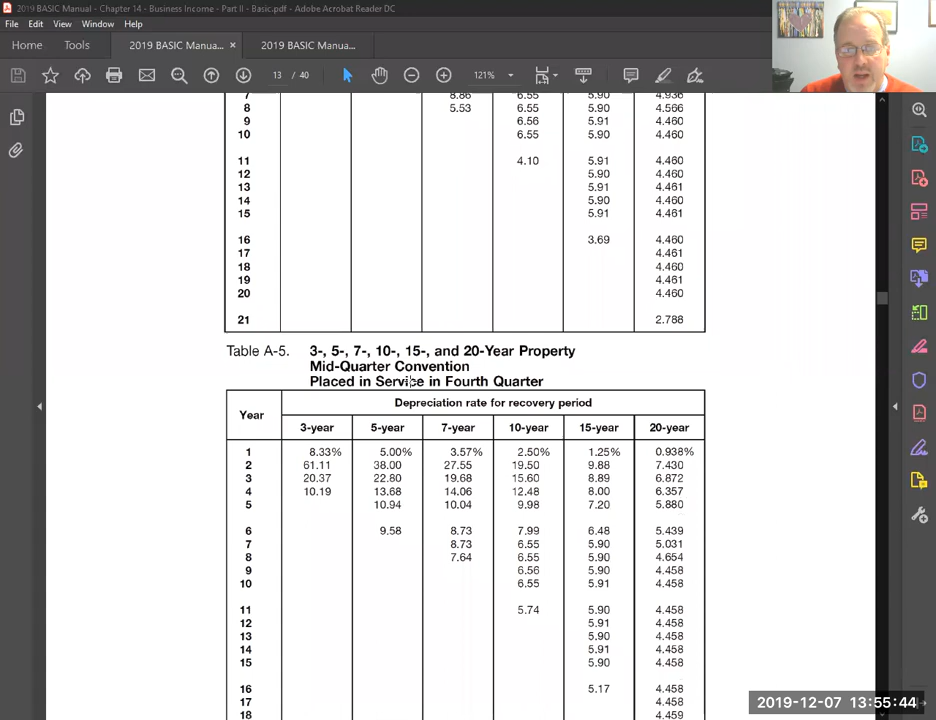 2019 BASIC Manual - Chapter 14 - Business Income - Part II - Basic.pdf - Adobe Acrobat Reader DC
File Edit View Window Help
Home Tools 2019 BASIC Manua... × 2019 BASIC Manua...
13 / 40 121%
7 8.86 6.55 5.90 4.936
8 5.53 6.55 5.90 4.566
9 6.56 5.91 4.460
10 6.55 5.90 4.460
11 4.10 5.91 4.460
12 5.90 4.460
13 5.91 4.461
14 5.90 4.460
15 5.91 4.461
16 3.69 4.460
17 4.461
18 4.460
19 4.461
20 4.460
21 2.788
Table A-5. 3-, 5-, 7-, 10-, 15-, and 20-Year Property
Mid-Quarter Convention
Placed in Service in Fourth Quarter
Year Depreciation rate for recovery period
3-year 5-year 7-year 10-year 15-year 20-year
1 8.33% 5.00% 3.57% 2.50% 1.25% 0.938%
2 61.11 38.00 27.55 19.50 9.88 7.430
3 20.37 22.80 19.68 15.60 8.89 6.872
4 10.19 13.68 14.06 12.48 8.00 6.357
5 10.94 10.04 9.98 7.20 5.880
6 9.58 8.73 7.99 6.48 5.439
7 8.73 6.55 5.90 5.031
8 7.64 6.55 5.90 4.654
9 6.56 5.90 4.458
10 6.55 5.91 4.458
11 5.74 5.90 4.458
12 5.91 4.458
13 5.90 4.458
14 5.91 4.458
15 5.90 4.458
16 5.17 4.458
17 4.458
18 4.459
2019-12-07 13:55:44